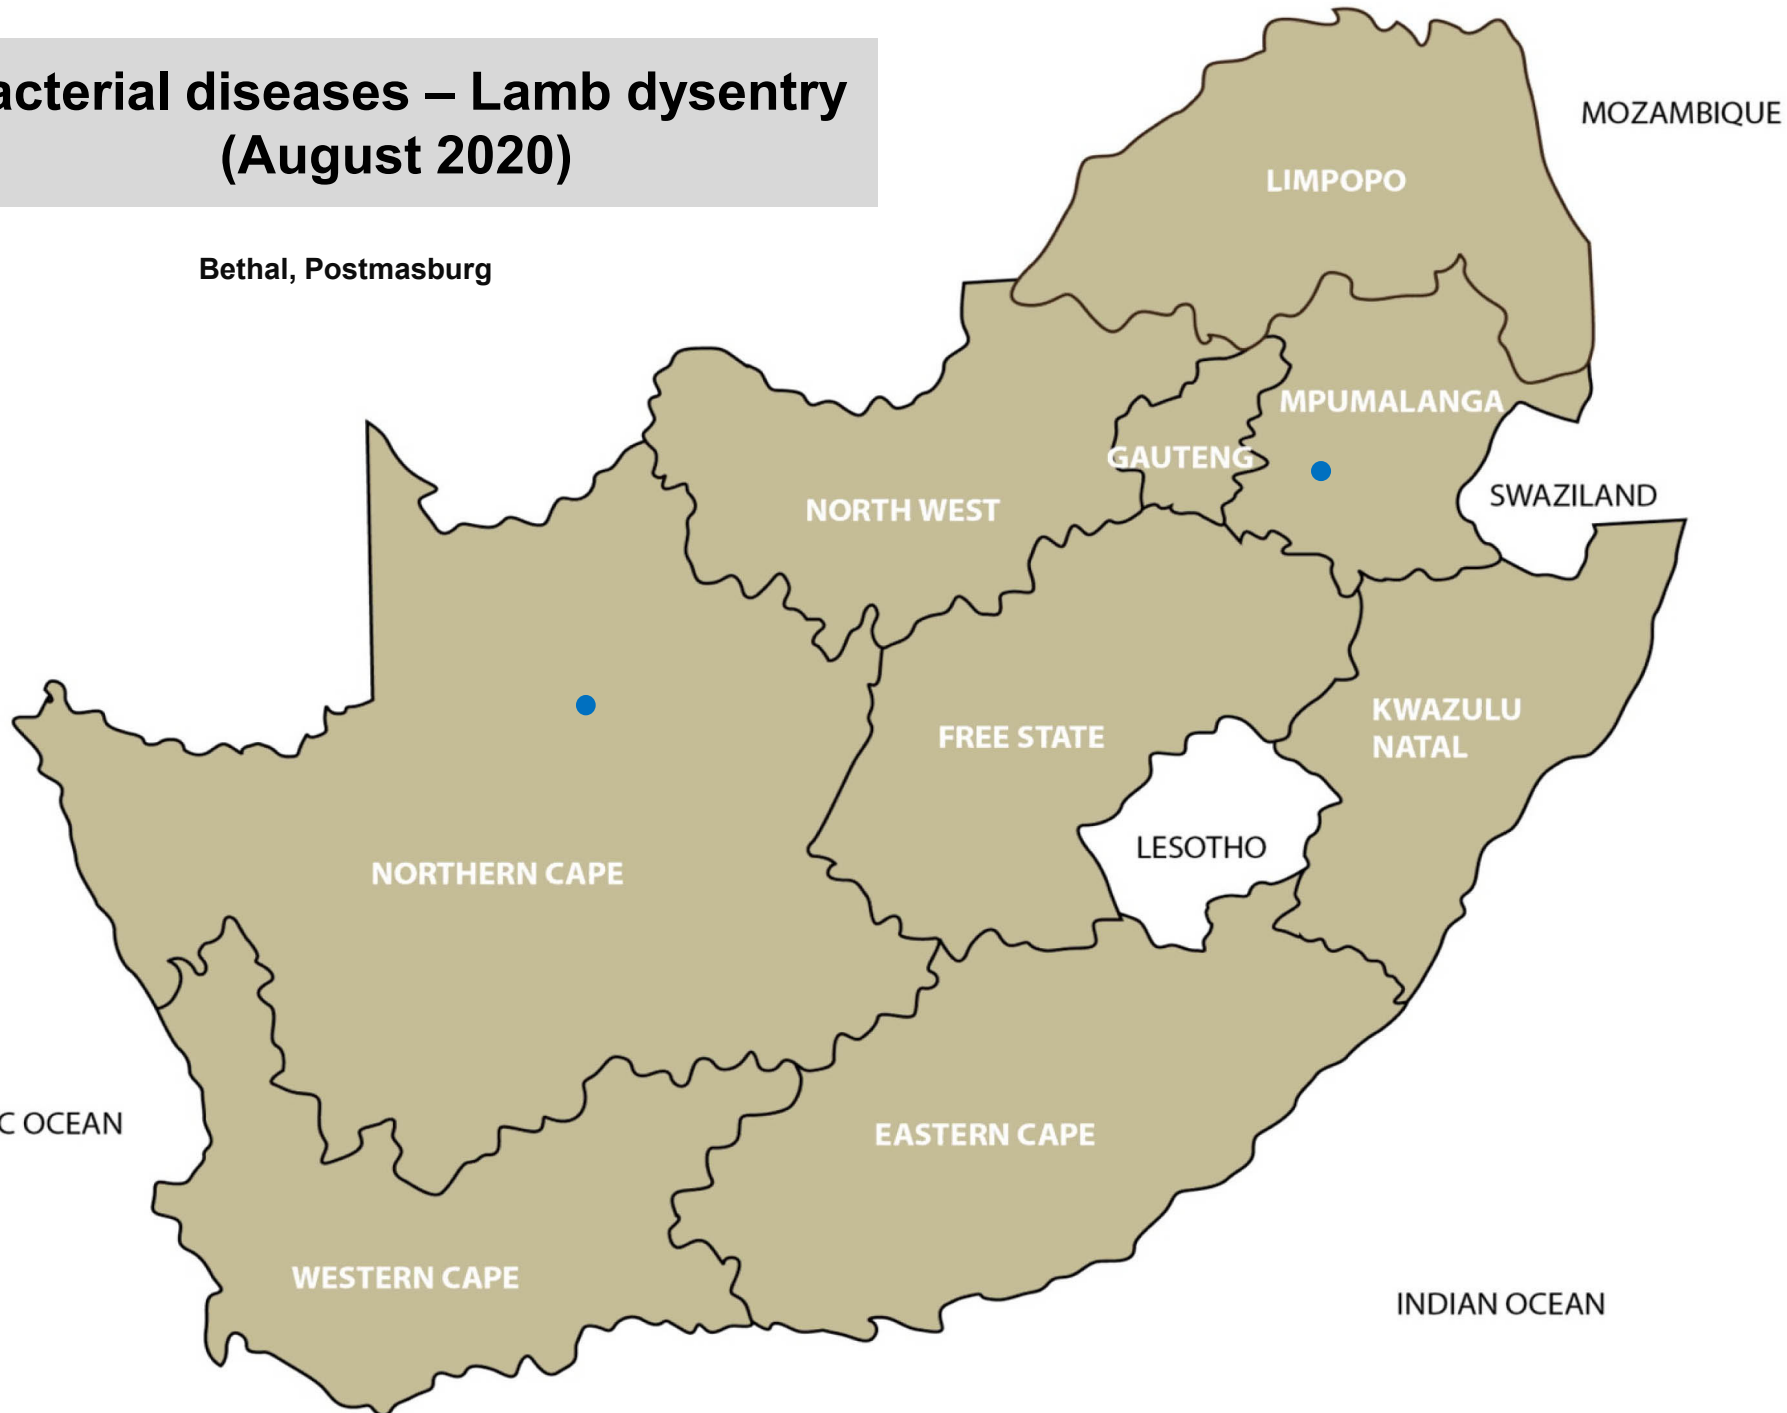 acterial diseases – Lamb dysentry
(August 2020)
Bethal, Postmasburg
MOZAMBIQUE
LIMPOPO
MPUMALANGA
GAUTENG
SWAZILAND
NORTH WEST
KWAZULU
NATAL
FREE STATE
LESOTHO
NORTHERN CAPE
C OCEAN
EASTERN CAPE
WESTERN CAPE
INDIAN OCEAN